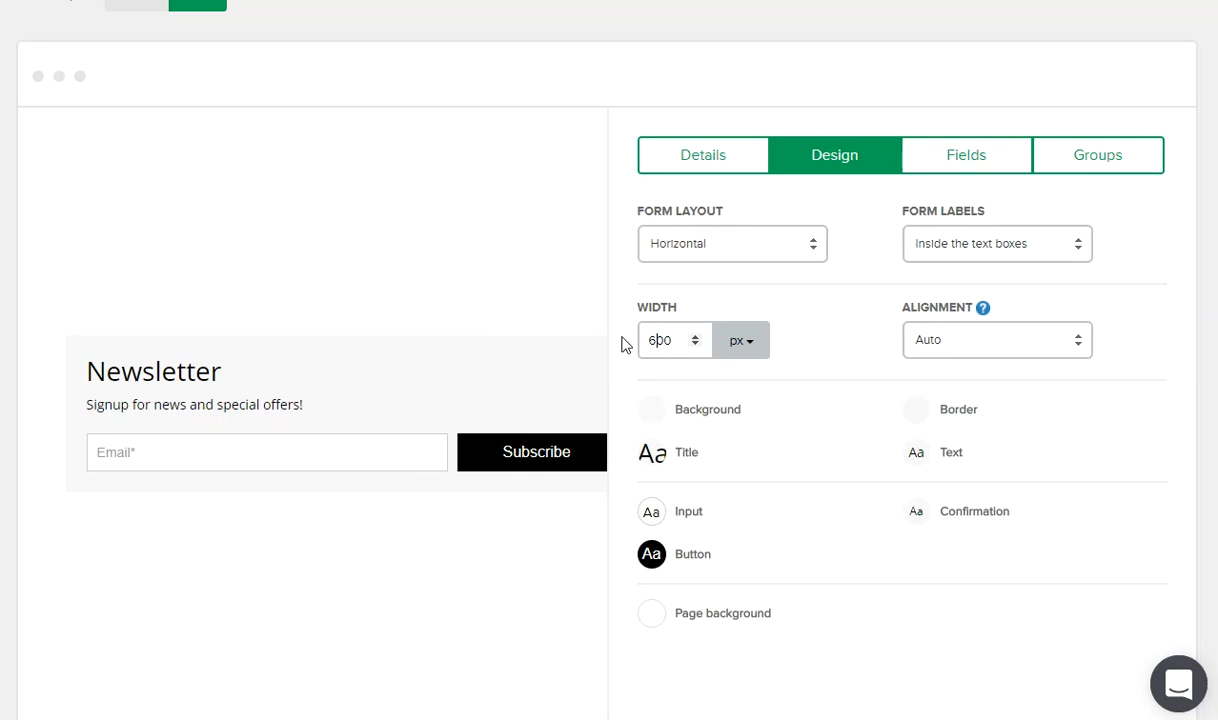 Details Design Fields Groups
FORM LAYOUT FORM LABELS
Horizontal Inside the text boxes
WIDTH ALIGNMENT ?
600 px Auto
Newsletter
Signup for news and special offers!
Email*
Subscribe
Background Border
Aa Title Aa Text
Aa Input Aa Confirmation
Aa Button
Page background